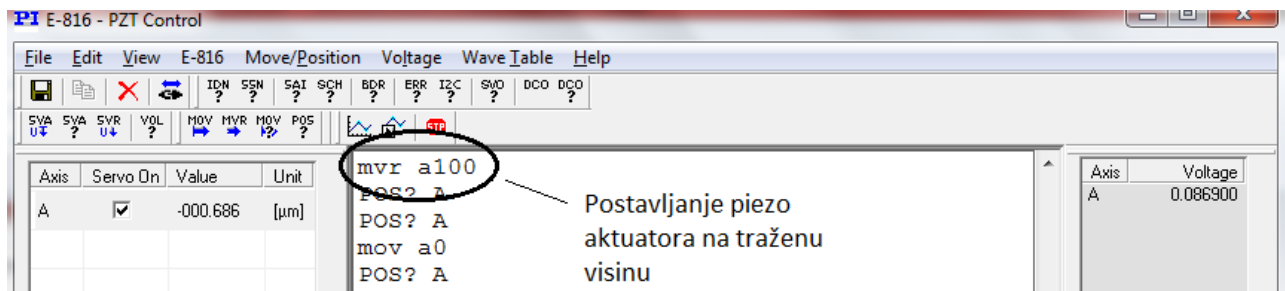 PI E-816 - PZT Control
File Edit View E-816 Move/Position Voltage Wave Table Help
IDN? SSN? SAI? SCH? BDR? ERR? I2C? SVO? DCO DCO?
SVA SVA? SVR VOL? MOV MVR MOV? POS? STP
Axis Servo On Value Unit
A -000.686 [µm]
mvr a100
POS? A
POS? A
mov a0
POS? A
Postavljanje piezo
aktuatora na traženu
visinu
Axis Voltage
A 0.086900